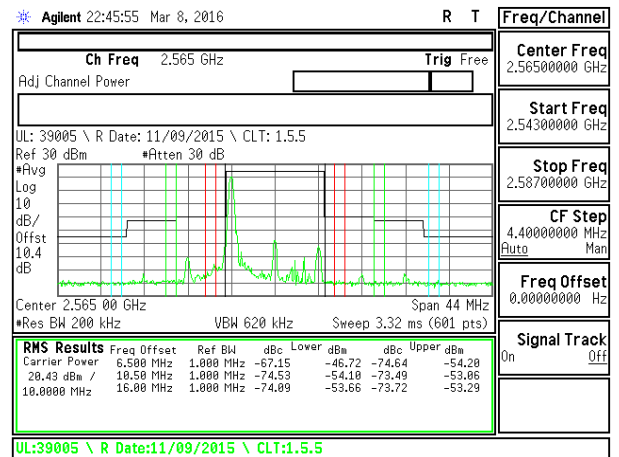 Agilent 22:45:55 Mar 8, 2016 R T
Freq/Channel
Ch Freq 2.565 GHz Trig Free
Adj Channel Power
Center Freq
2.56500000 GHz
Start Freq
2.54300000 GHz
Stop Freq
2.58700000 GHz
CF Step
4.40000000 MHz
Auto Man
Freq Offset
0.00000000 Hz
Signal Track
On Off
UL: 39005 \ R Date: 11/09/2015 \ CLT: 1.5.5
Ref 30 dBm #Atten 30 dB
#Avg
Log
10
dB/
Offst
10.4
dB
Center 2.565 00 GHz Span 44 MHz
#Res BW 200 kHz VBW 620 kHz Sweep 3.32 ms (601 pts)
RMS Results Freq Offset Ref BW dBc Lower dBm dBc Upper dBm
Carrier Power 6.500 MHz 1.000 MHz -67.15 -46.72 -74.64 -54.20
20.43 dBm / 10.50 MHz 1.000 MHz -74.53 -54.10 -73.49 -53.06
10.0000 MHz 16.00 MHz 1.000 MHz -74.09 -53.66 -73.72 -53.29
UL:39005 \ R Date:11/09/2015 \ CLT:1.5.5